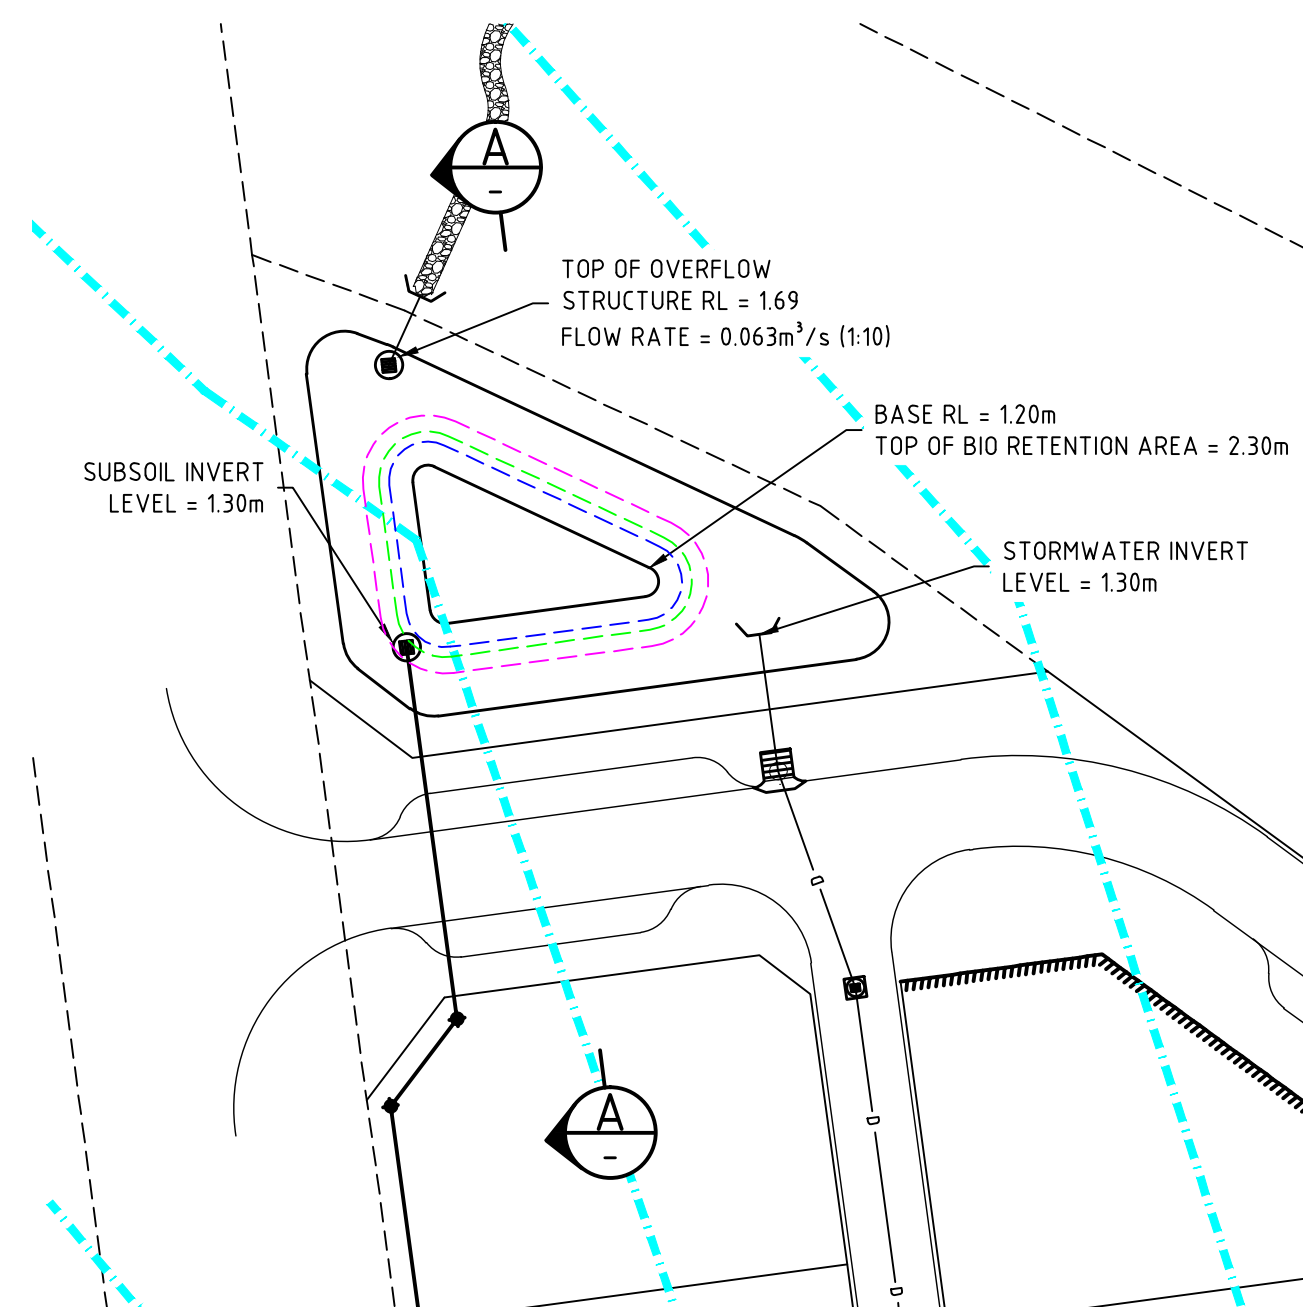 A
-
TOP OF OVERFLOW
STRUCTURE RL = 1.69
FLOW RATE = 0.063m³/s (1:10)
BASE RL = 1.20m
TOP OF BIO RETENTION AREA = 2.30m
SUBSOIL INVERT
LEVEL = 1.30m
STORMWATER INVERT
LEVEL = 1.30m
D
D
A
-
D